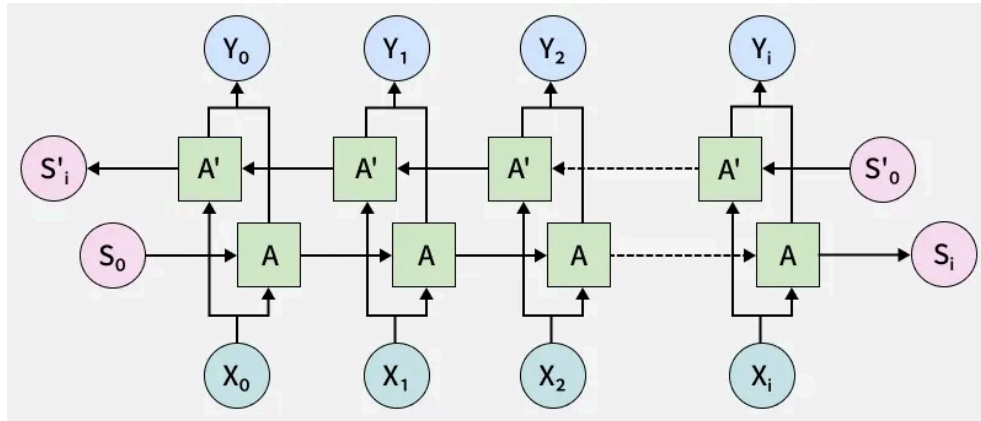 Y₀ Y₁ Y₂ Yᵢ
S'ᵢ A' A' A' A' S'₀
S₀ A A A A Sᵢ
X₀ X₁ X₂ Xᵢ